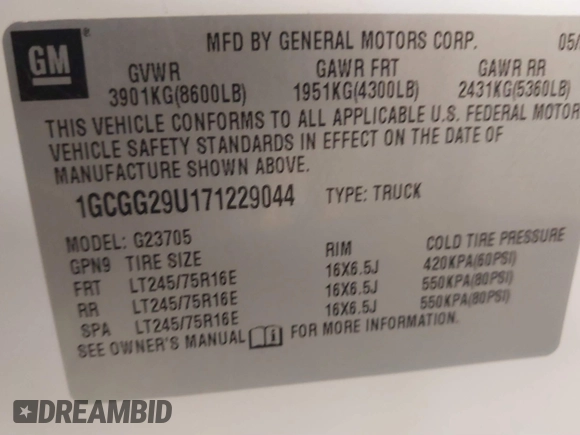 GM
®
MFD BY GENERAL MOTORS CORP. 05/
GVWR GAWR FRT GAWR RR
3901KG(8600LB) 1951KG(4300LB) 2431KG(5360LB)
THIS VEHICLE CONFORMS TO ALL APPLICABLE U.S. FEDERAL MOTOR
VEHICLE SAFETY STANDARDS IN EFFECT ON THE DATE OF
MANUFACTURE SHOWN ABOVE.
1GCGG29U171229044 TYPE: TRUCK
MODEL: G23705
GPN9 TIRE SIZE RIM COLD TIRE PRESSURE
FRT LT245/75R16E 16X6.5J 420KPA(60PSI)
RR LT245/75R16E 16X6.5J 550KPA(80PSI)
SPA LT245/75R16E 16X6.5J 550KPA(80PSI)
SEE OWNER'S MANUAL FOR MORE INFORMATION.
DREAMBID